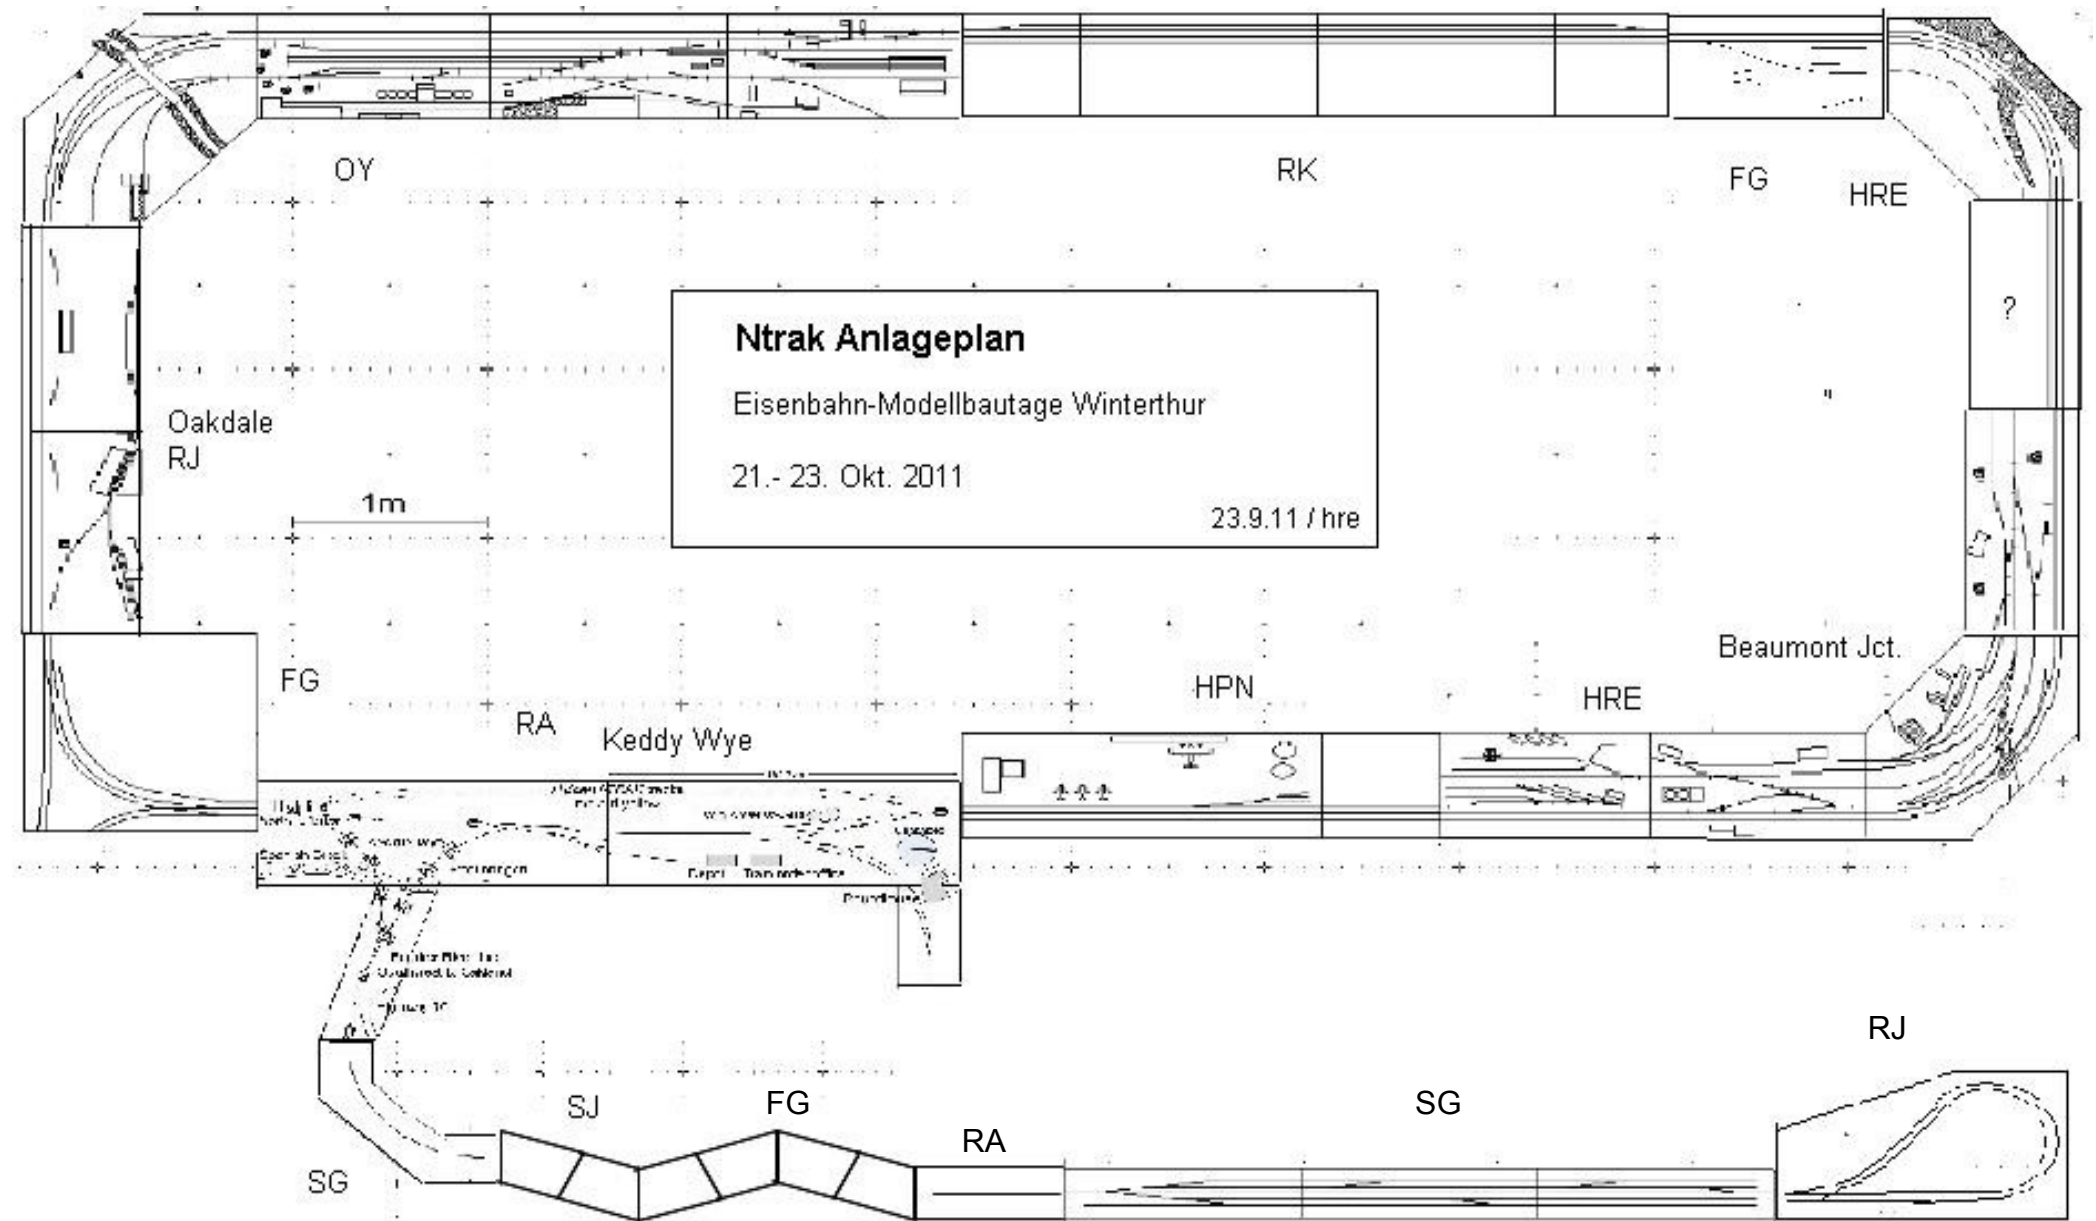 OY
RK
FG
HRE
?
Ntrak Anlageplan
Eisenbahn-Modellbautage Winterthur
21.- 23. Okt. 2011
23.9.11 / hre
Oakdale
RJ
1m
FG
RA
Keddy Wye
HPN
HRE
Beaumont Jct.
Depot
Roundhouse
RJ
SJ
FG
RA
SG
SG